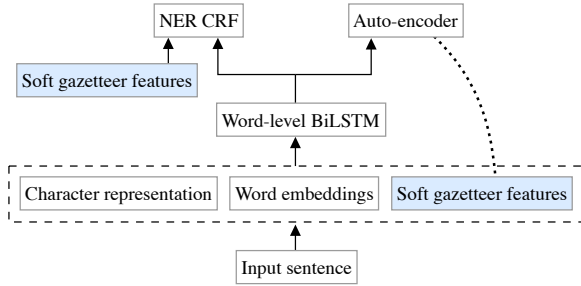 NER CRF
Auto-encoder
Soft gazetteer features
Word-level BiLSTM
Character representation
Word embeddings
Soft gazetteer features
Input sentence